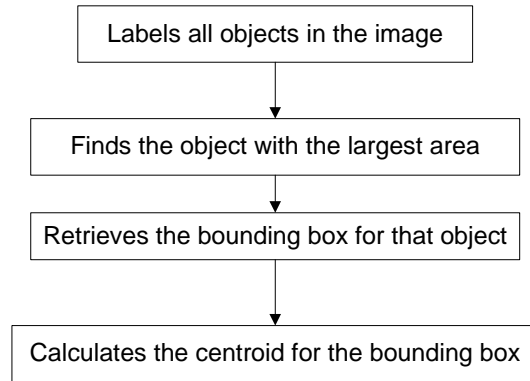 Labels all objects in the image
Finds the object with the largest area
Retrieves the bounding box for that object
Calculates the centroid for the bounding box